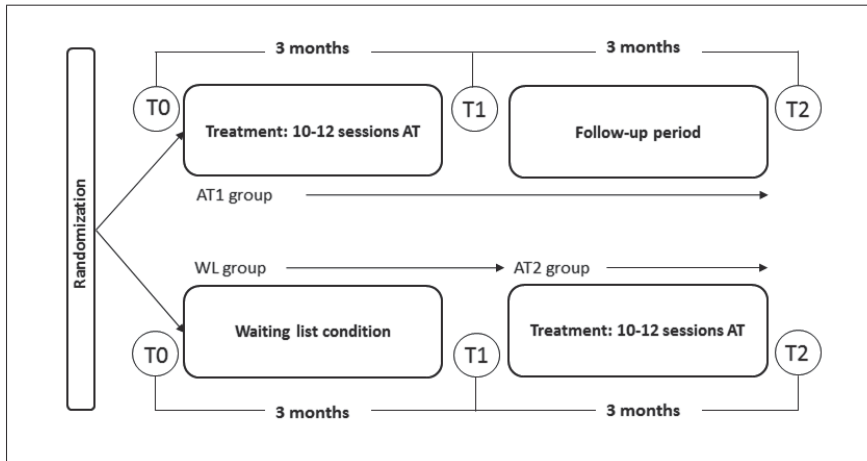 Randomization
3 months
3 months
T0
T1
T2
Treatment: 10-12 sessions AT
Follow-up period
AT1 group
WL group
AT2 group
Waiting list condition
Treatment: 10-12 sessions AT
T0
T1
T2
3 months
3 months